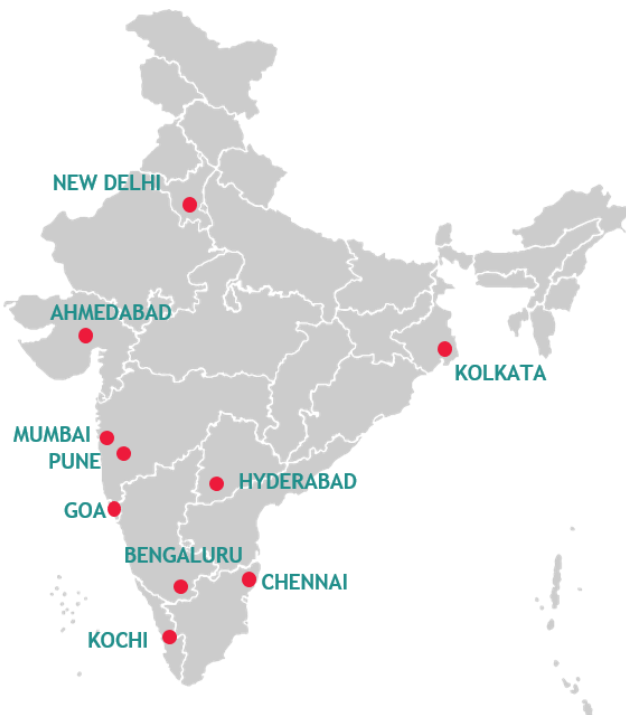 NEW DELHI
AHMEDABAD
KOLKATA
MUMBAI
PUNE
HYDERABAD
GOA
BENGALURU
CHENNAI
KOCHI